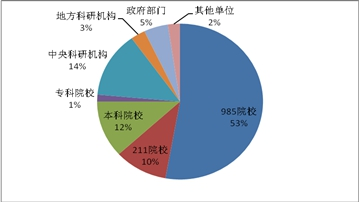 政府部门
5%
其他单位
2%
地方科研机构
3%
中央科研机构
14%
专科院校
1%
本科院校
12%
211院校
10%
985院校
53%